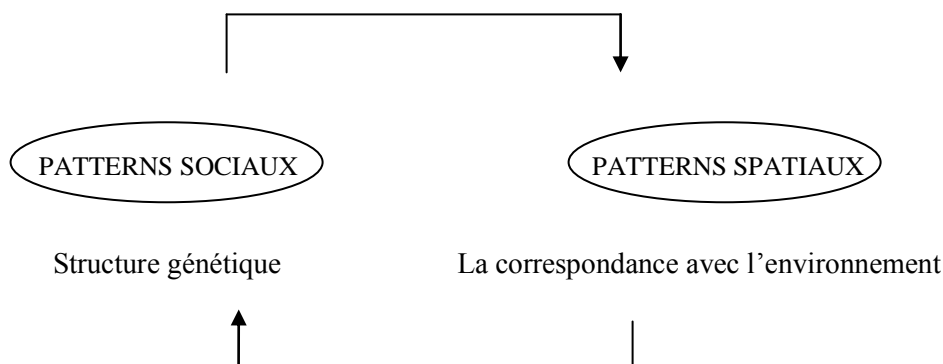 PATTERNS SOCIAUX PATTERNS SPATIAUX
Structure génétique La correspondance avec l’environnement